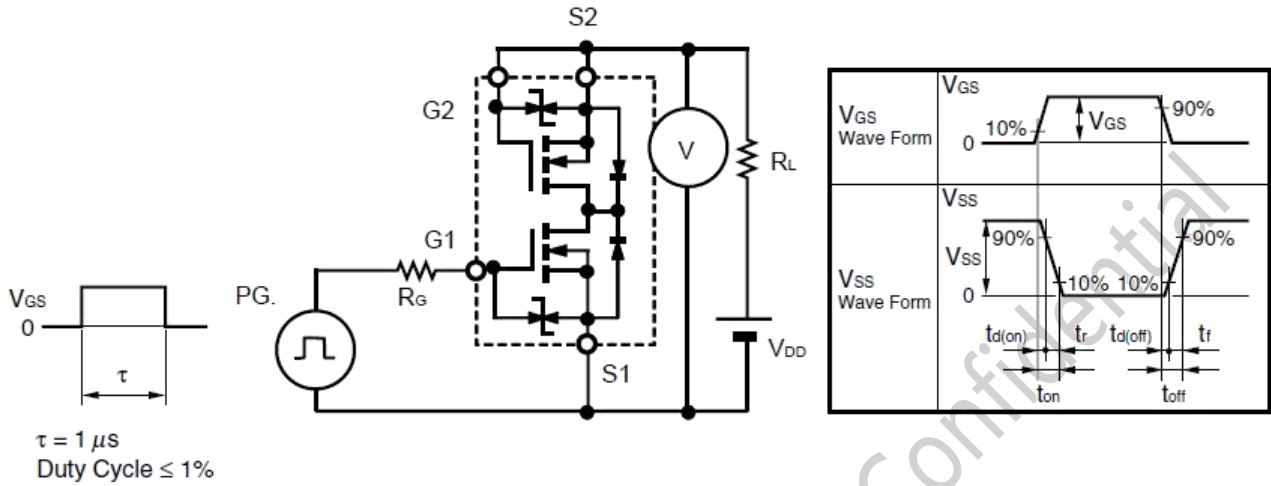 S2
G2
G1
V
RL
VGS
0
PG.
RG
S1
VDD
τ
τ = 1 μs
Duty Cycle ≤ 1%
VGS
Wave Form
VGS
10%
0
VGS
90%
VSS
Wave Form
VSS
VSS
90%
0
10% 10%
90%
td(on) tr td(off) tf
ton toff
Confidential